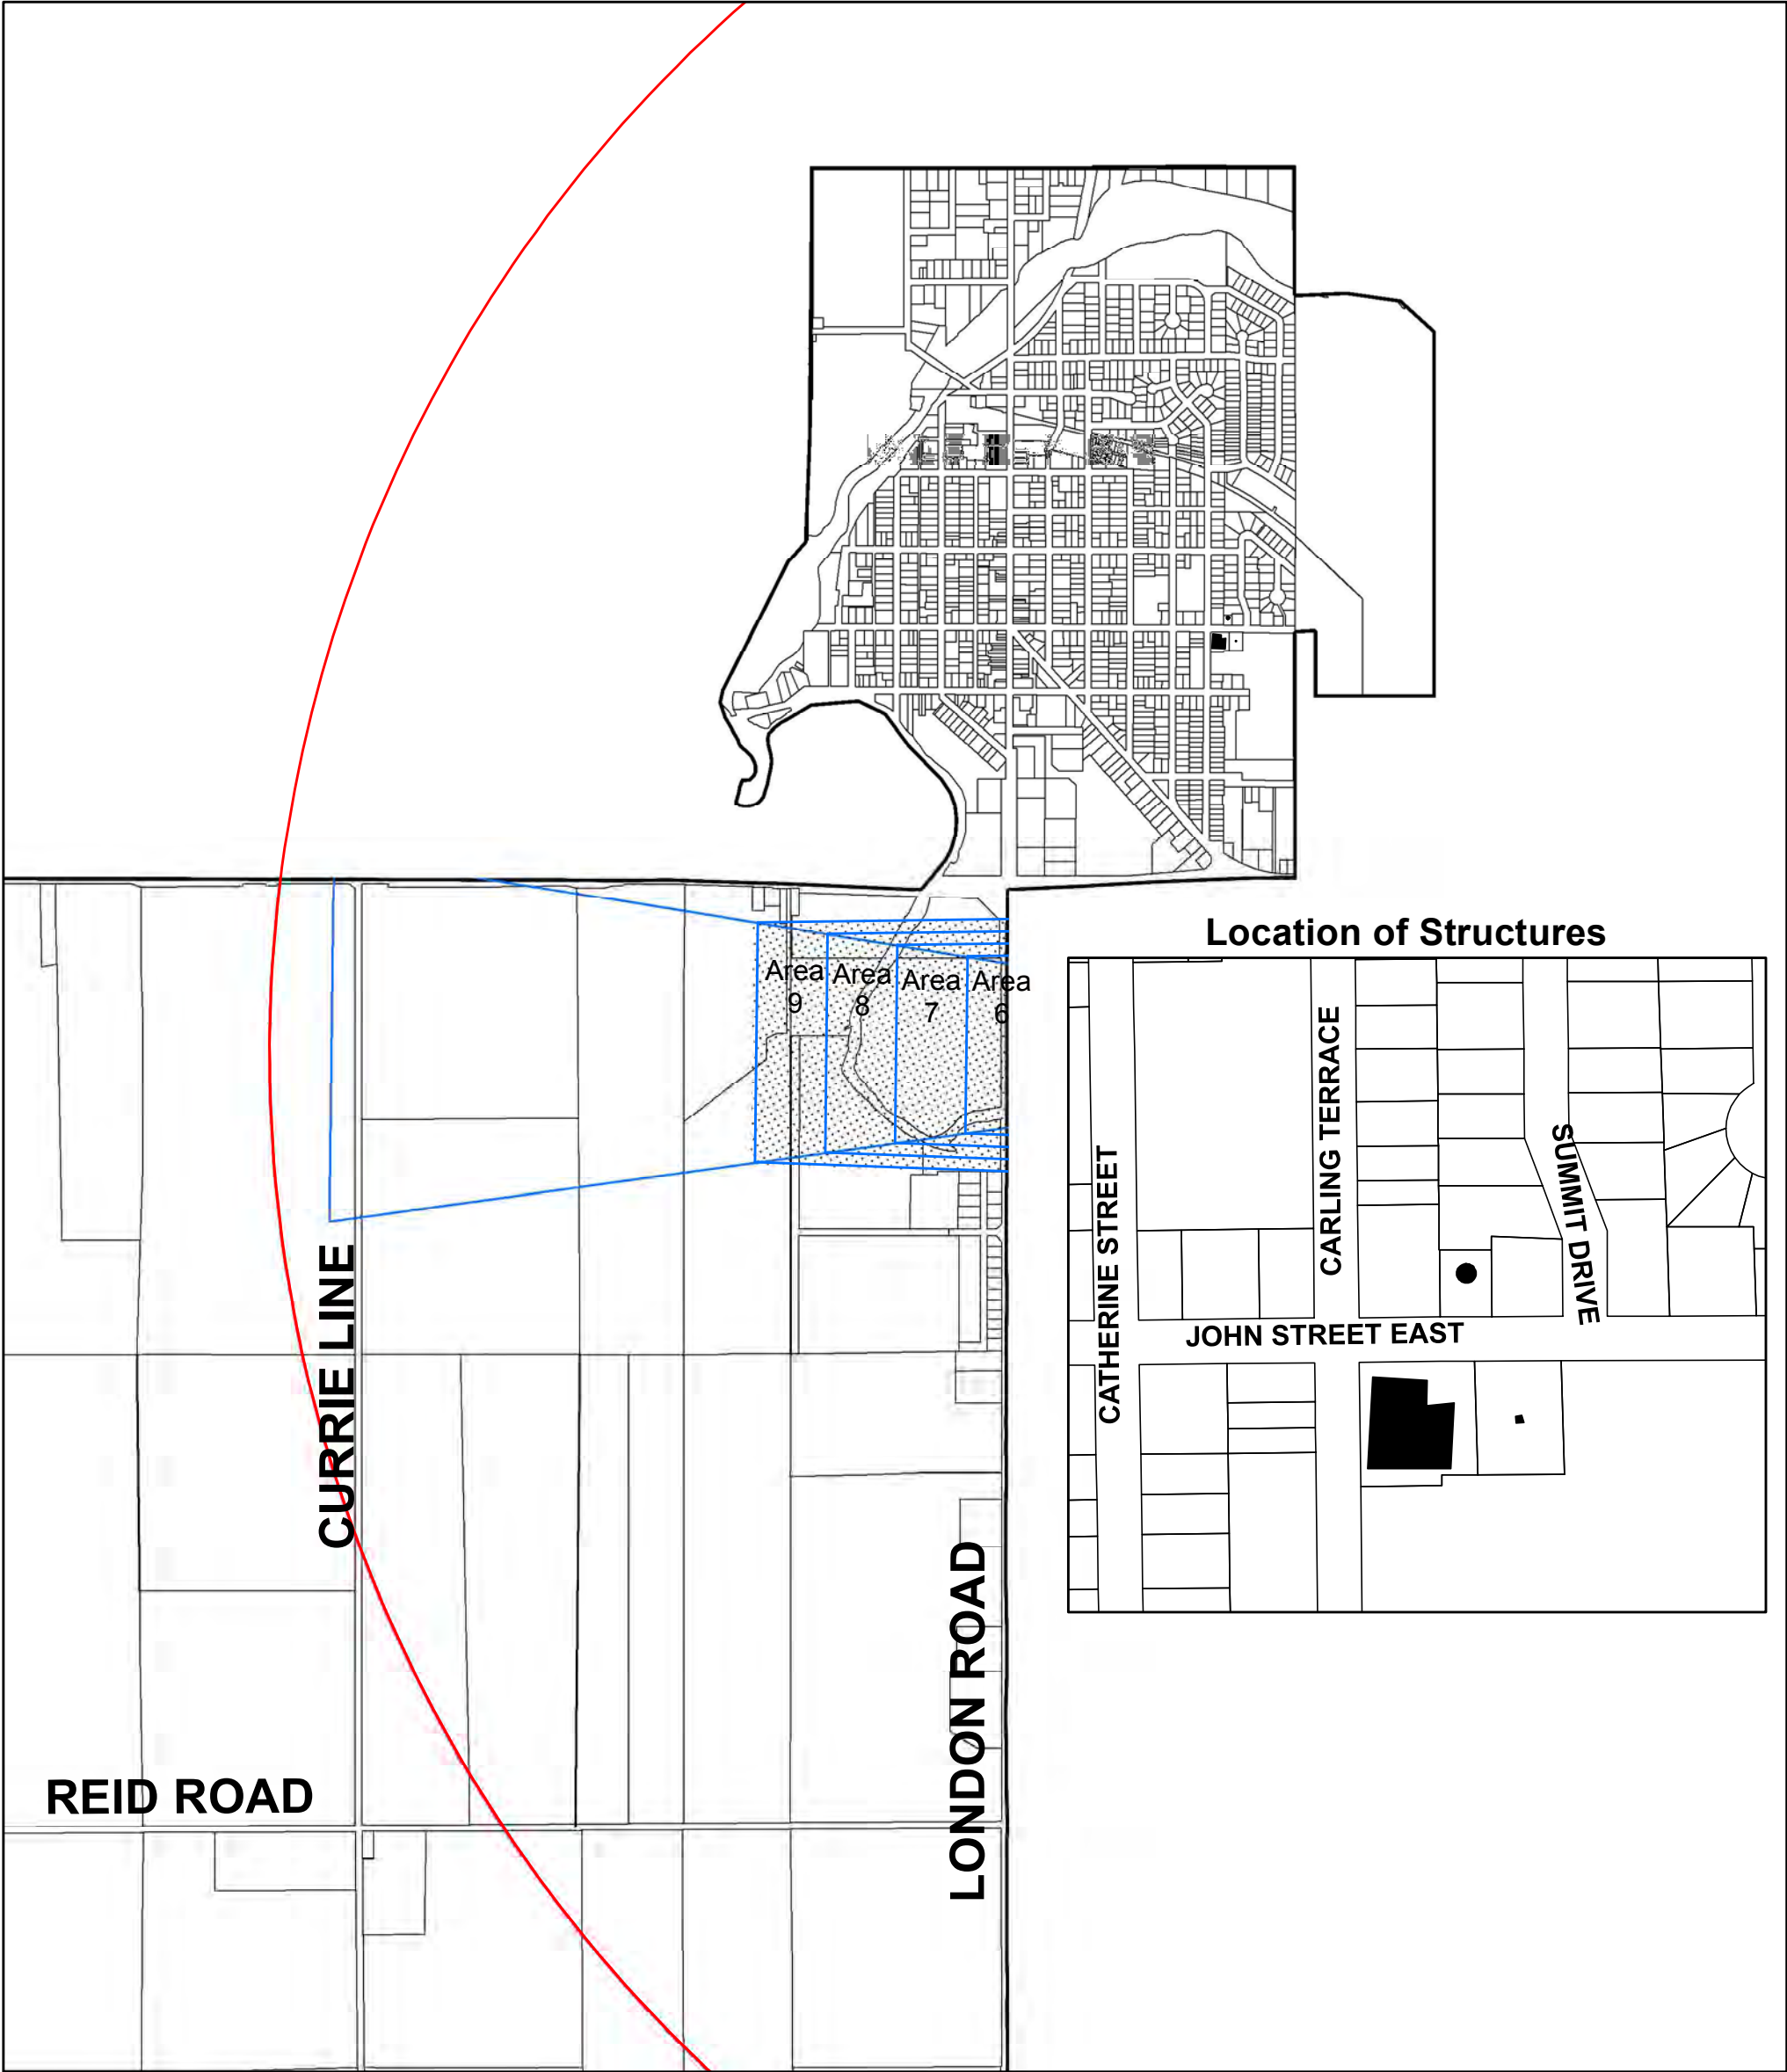 Area
9
Area
8
Area
7
Area
6
Location of Structures
CATHERINE STREET
CARLING TERRACE
SUMMIT DRIVE
JOHN STREET EAST
CURRIE LINE
LONDON ROAD
REID ROAD